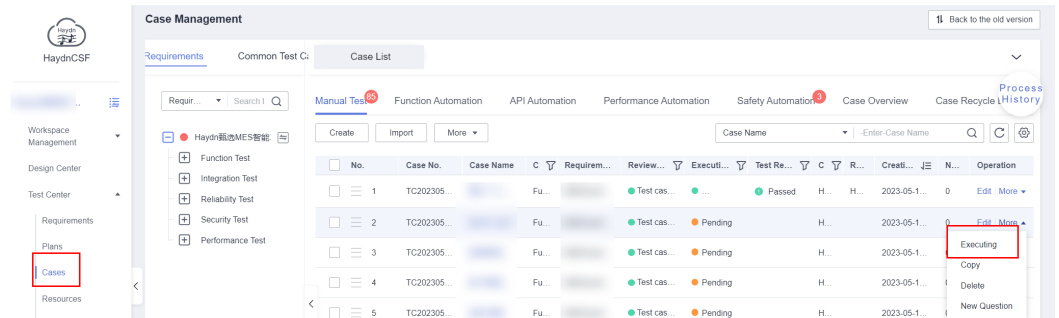 Case Management
Back to the old version
Haydn
HaydnCSF
Requirements
Common Test Ca
Case List
Process
History
Requir...
Search I
Manual Test
85
Function Automation
API Automation
Performance Automation
Safety Automation
3
Case Overview
Case Recycle
Workspace
Management
Design Center
Test Center
Requirements
Plans
Cases
Resources
Haydn甄选MES智能
Function Test
Integration Test
Reliability Test
Security Test
Performance Test
Create
Import
More
Case Name
Enter-Case Name
No. Case No. Case Name C Requirem... Review... Executi... Test Re... C R... Creati... N... Operation
1 TC202305... Fu... Test cas... ... Passed H... H... 2023-05-1... 0 Edit More
2 TC202305... Fu... Test cas... Pending H... 2023-05-1... 0 Edit More
3 TC202305... Fu... Test cas... Pending H... 2023-05-1...
4 TC202305... Fu... Test cas... Pending H... 2023-05-1...
5 TC202305... Fu... Test cas... Pending H... 2023-05-1...
Executing
Copy
Delete
New Question